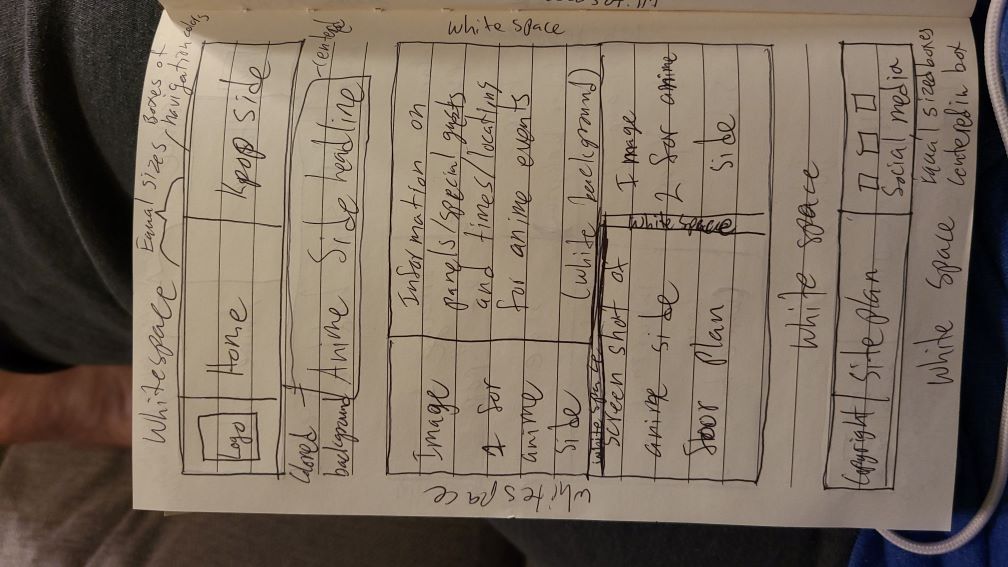 Whitespace
Equal sizes
Boxes of
navigation colors
Logo
Home
Kpop side
Colored
background
Anime Side headline
centered
whitespace
Image
1 for
anime
side
Information on
panels/special guests
and times/locations
for anime events
(white background)
white space
white space
Screen shot of
anime side
floor plan
white space
Image
2 for anime
side
White space
Copyright
Site plan
Social media
Equal sized boxes
centered in box
White space